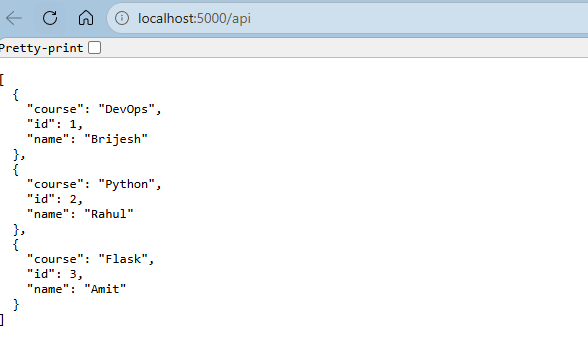 localhost:5000/api
Pretty-print
[
  {
    "course": "DevOps",
    "id": 1,
    "name": "Brijesh"
  },
  {
    "course": "Python",
    "id": 2,
    "name": "Rahul"
  },
  {
    "course": "Flask",
    "id": 3,
    "name": "Amit"
  }
]